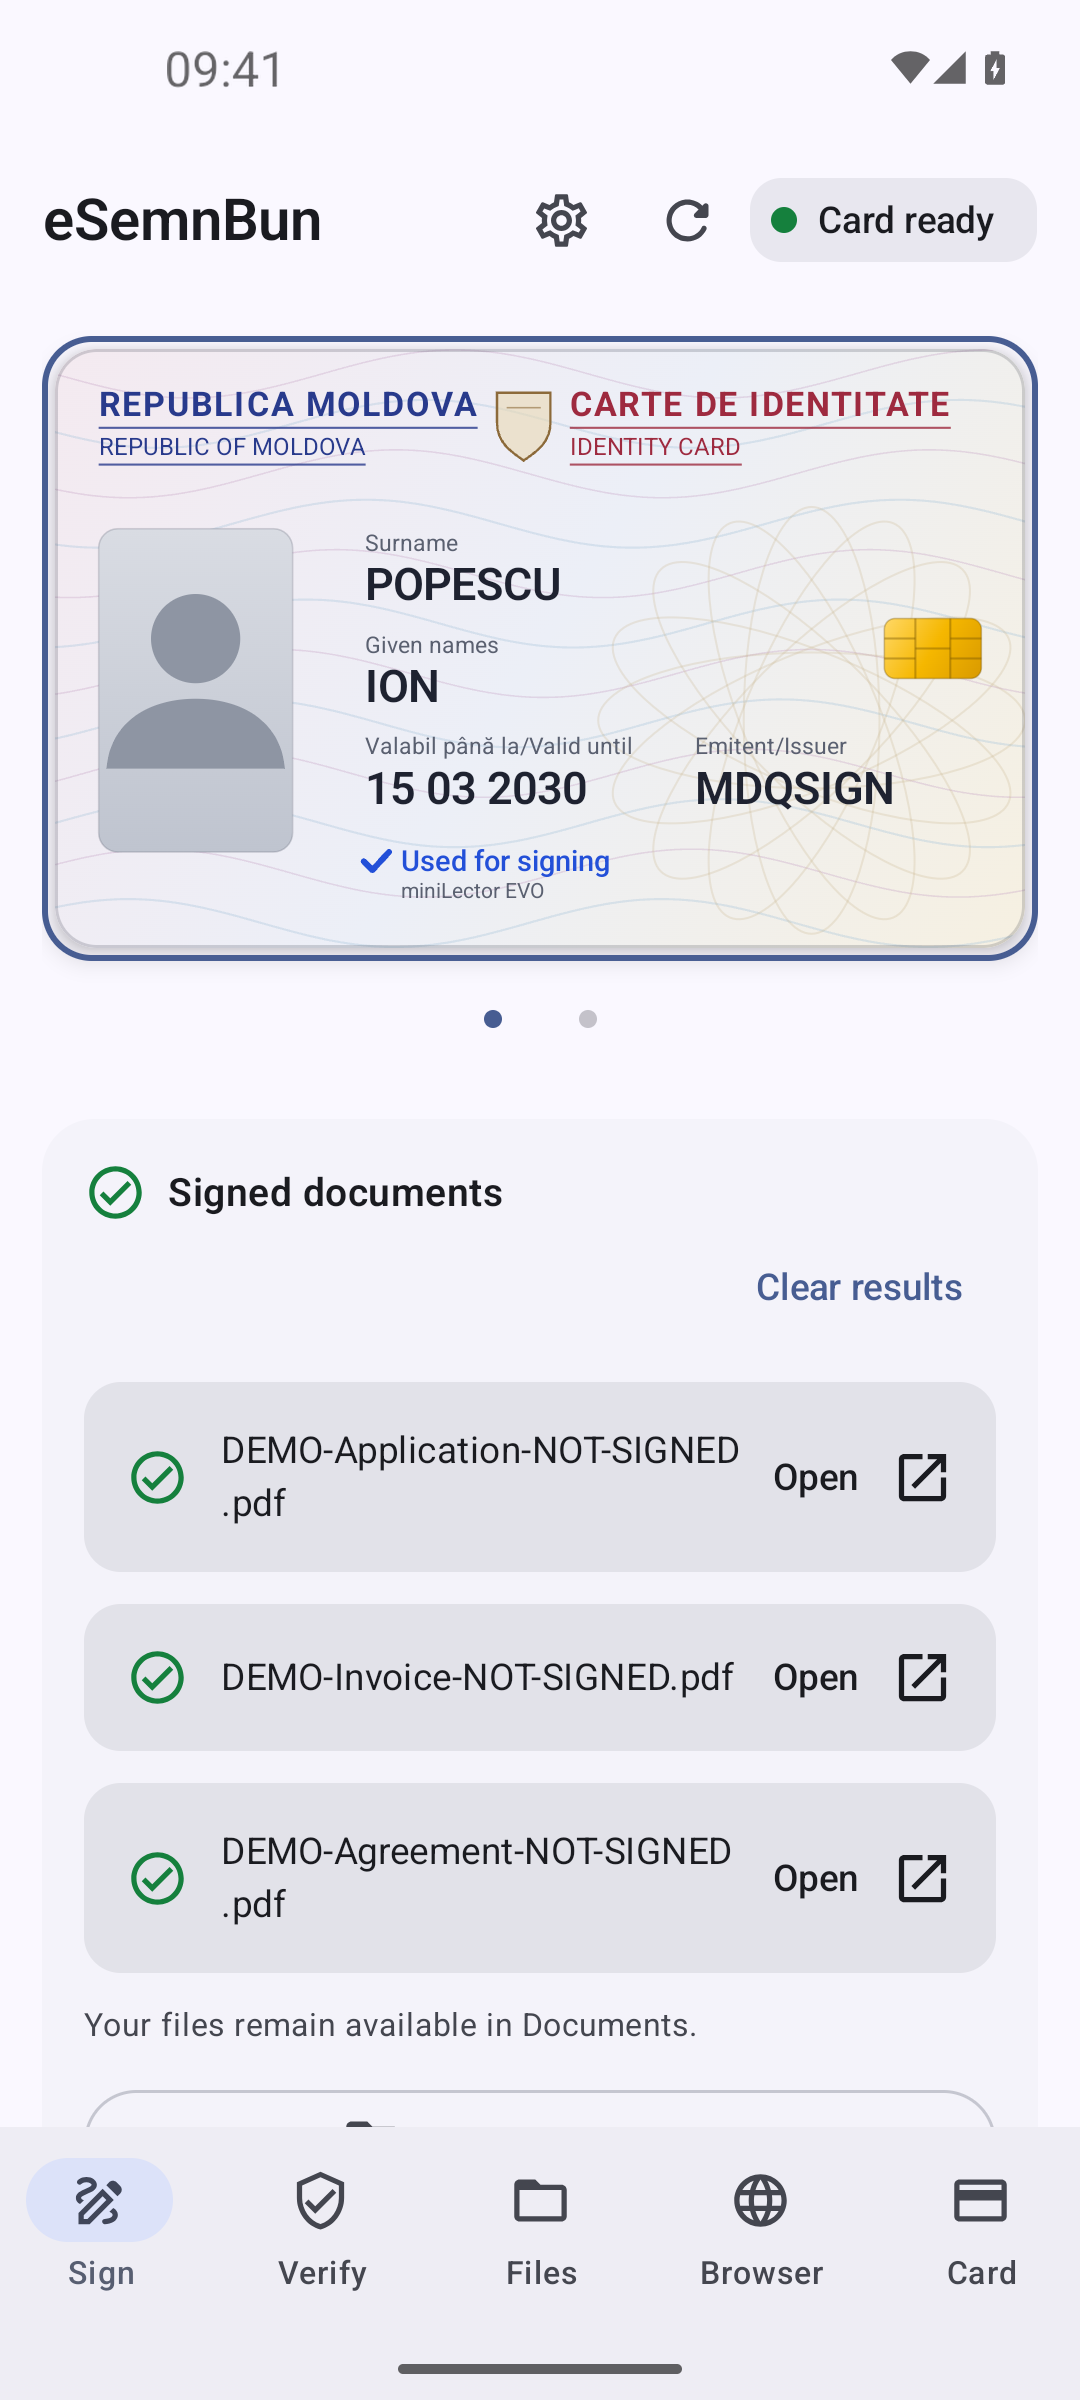 09:41
eSemnBun
Card ready
REPUBLICA MOLDOVA
REPUBLIC OF MOLDOVA
CARTE DE IDENTITATE
IDENTITY CARD
Surname
POPESCU
Given names
ION
Valabil până la/Valid until
15 03 2030
Emitent/Issuer
MDQSIGN
Used for signing
miniLector EVO
Signed documents
Clear results
DEMO-Application-NOT-SIGNED
.pdf
Open
DEMO-Invoice-NOT-SIGNED.pdf
Open
DEMO-Agreement-NOT-SIGNED
.pdf
Open
Your files remain available in Documents.
Sign
Verify
Files
Browser
Card